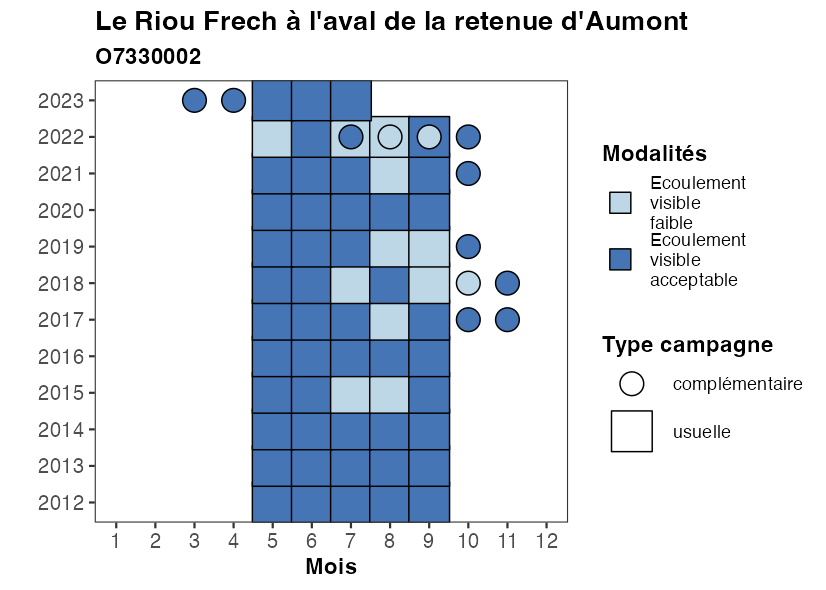 Le Riou Frech à l'aval de la retenue d'Aumont
O7330002
2023
2022
2021
2020
2019
2018
2017
2016
2015
2014
2013
2012
1 2 3 4 5 6 7 8 9 10 11 12
Mois
Modalités
Ecoulement
visible
faible
Ecoulement
visible
acceptable
Type campagne
complémentaire
usuelle